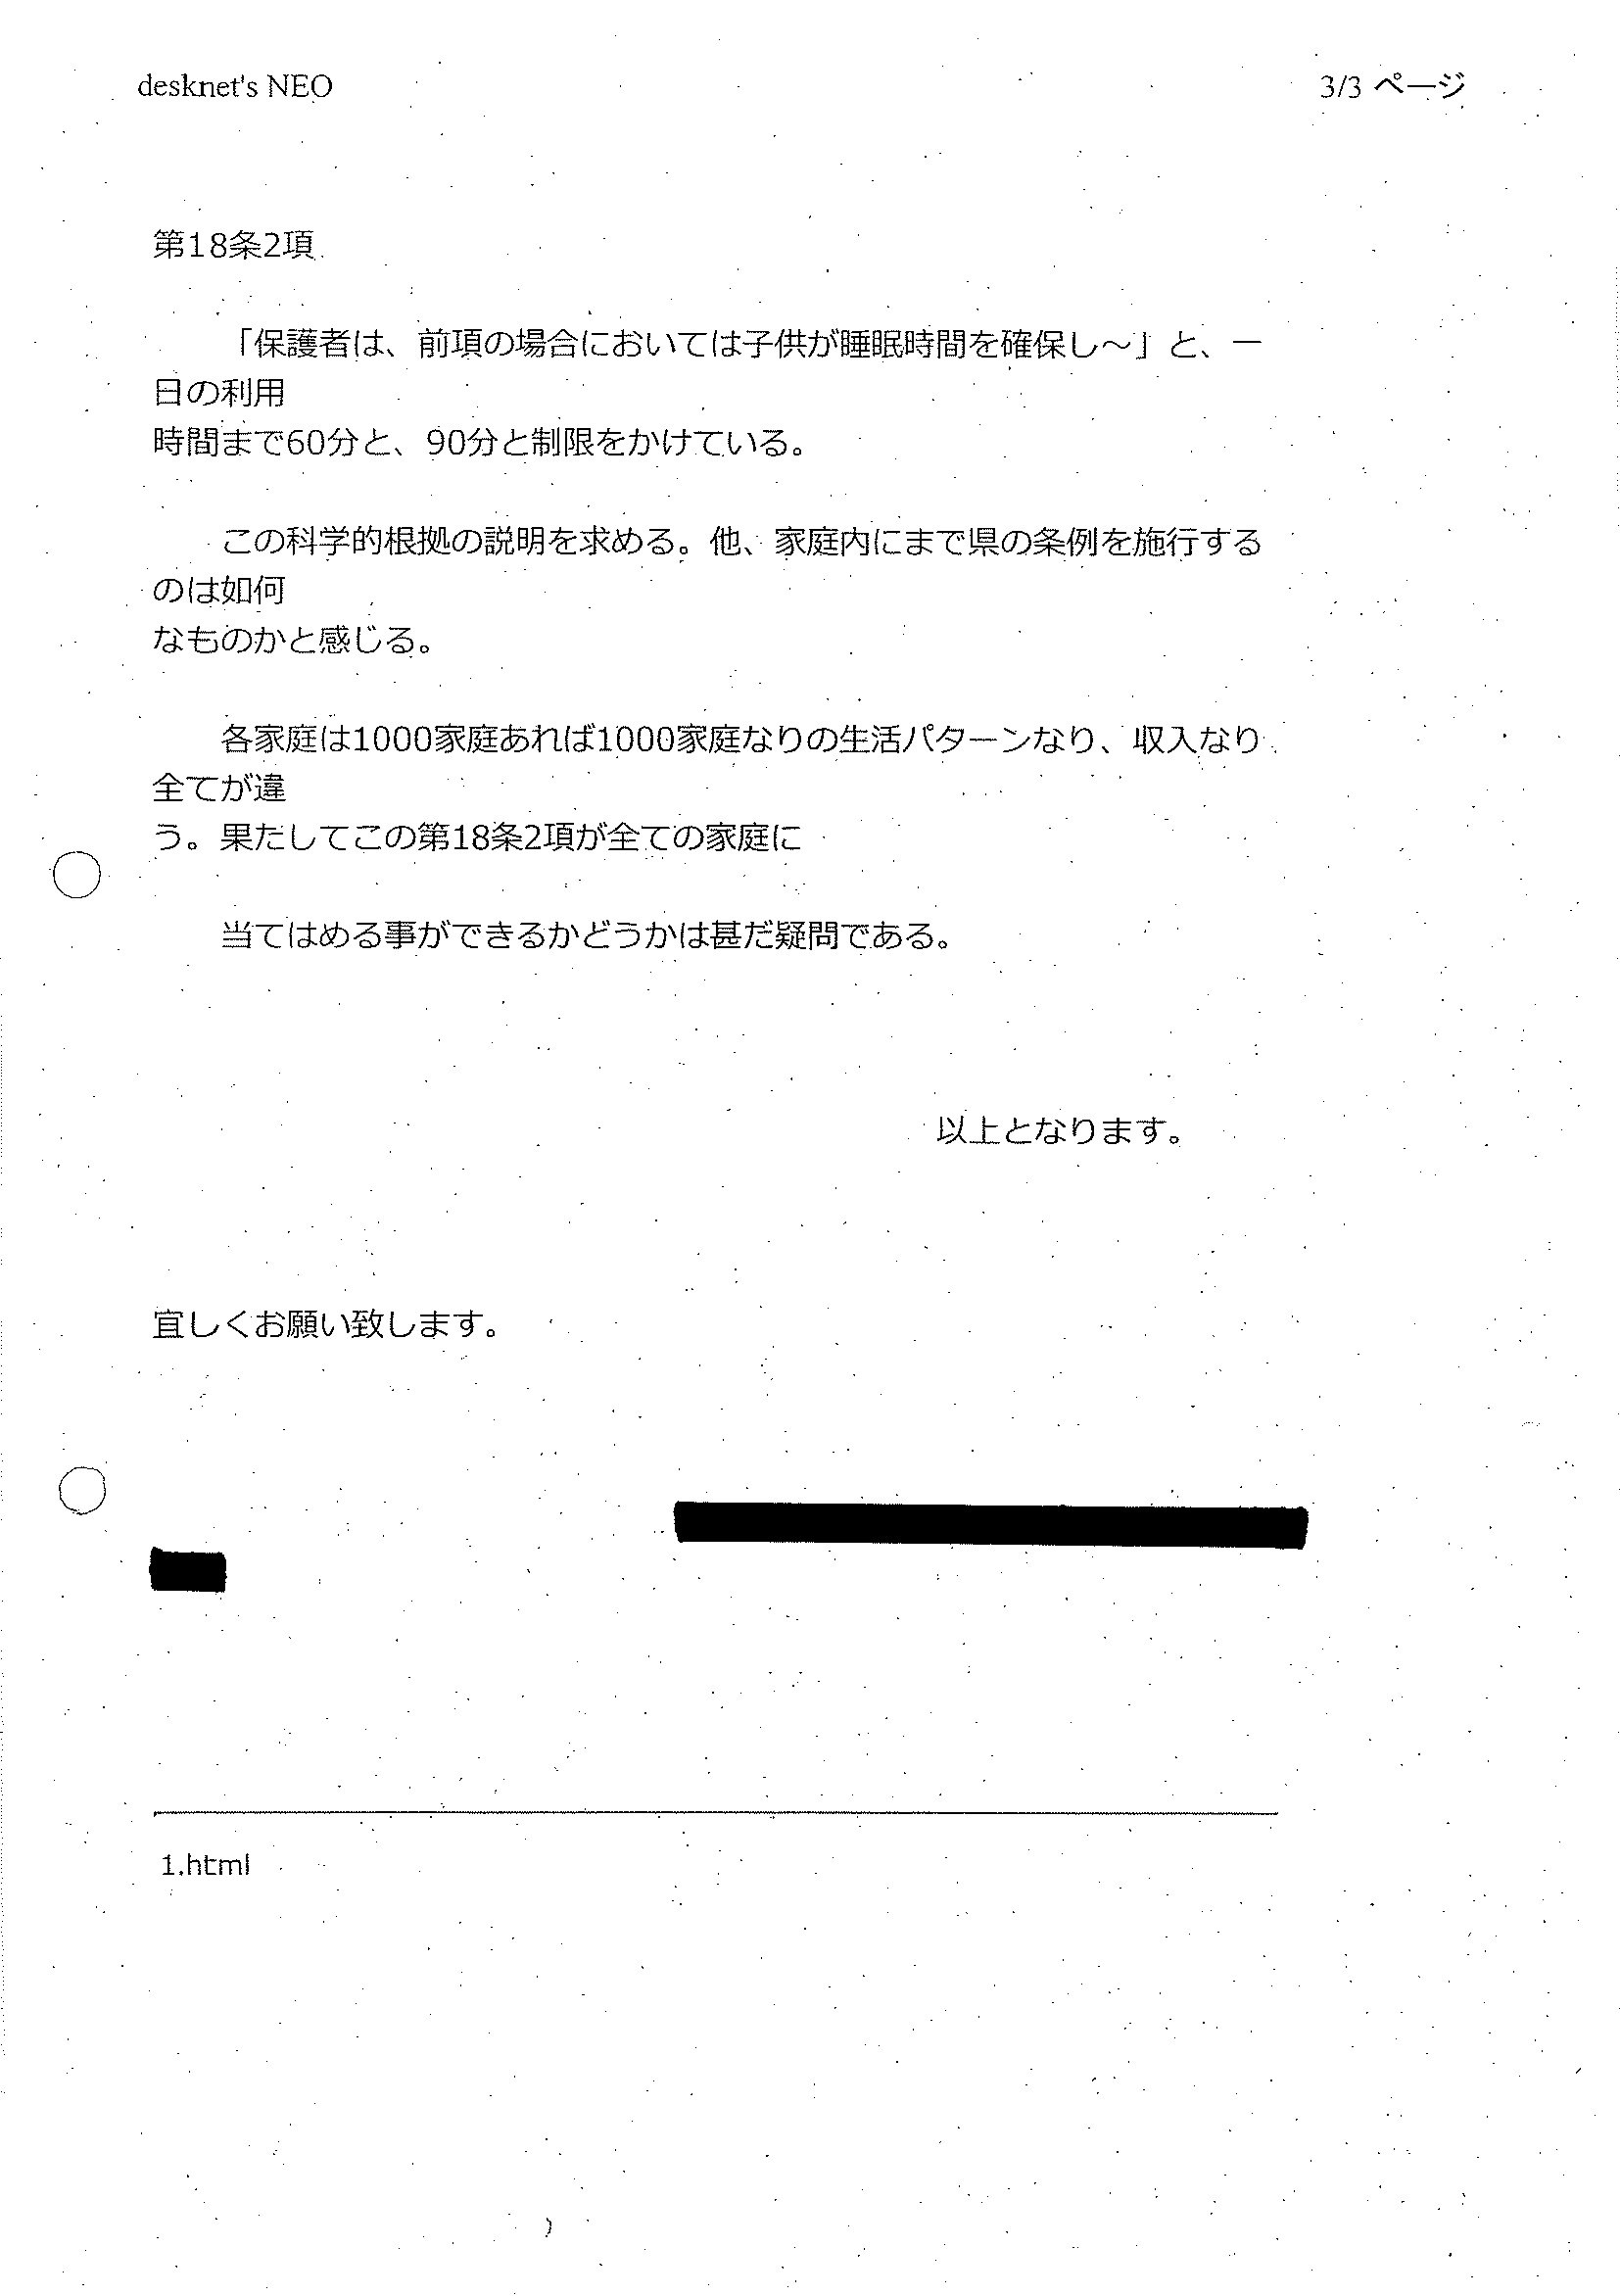 desknet's NEO
3/3 ページ
第18条2項
「保護者は、前項の場合においては子供が睡眠時間を確保し～」と、一
日の利用
時間まで60分と、90分と制限をかけている。
この科学的根拠の説明を求める。他、家庭内にまで県の条例を施行する
のは如何
なものかと感じる。
各家庭は1000家庭あれば1000家庭なりの生活パターンなり、収入なり
全てが違
う。果たしてこの第18条2項が全ての家庭に
当てはめる事ができるかどうかは甚だ疑問である。
以上となります。
宜しくお願い致します。
1.html